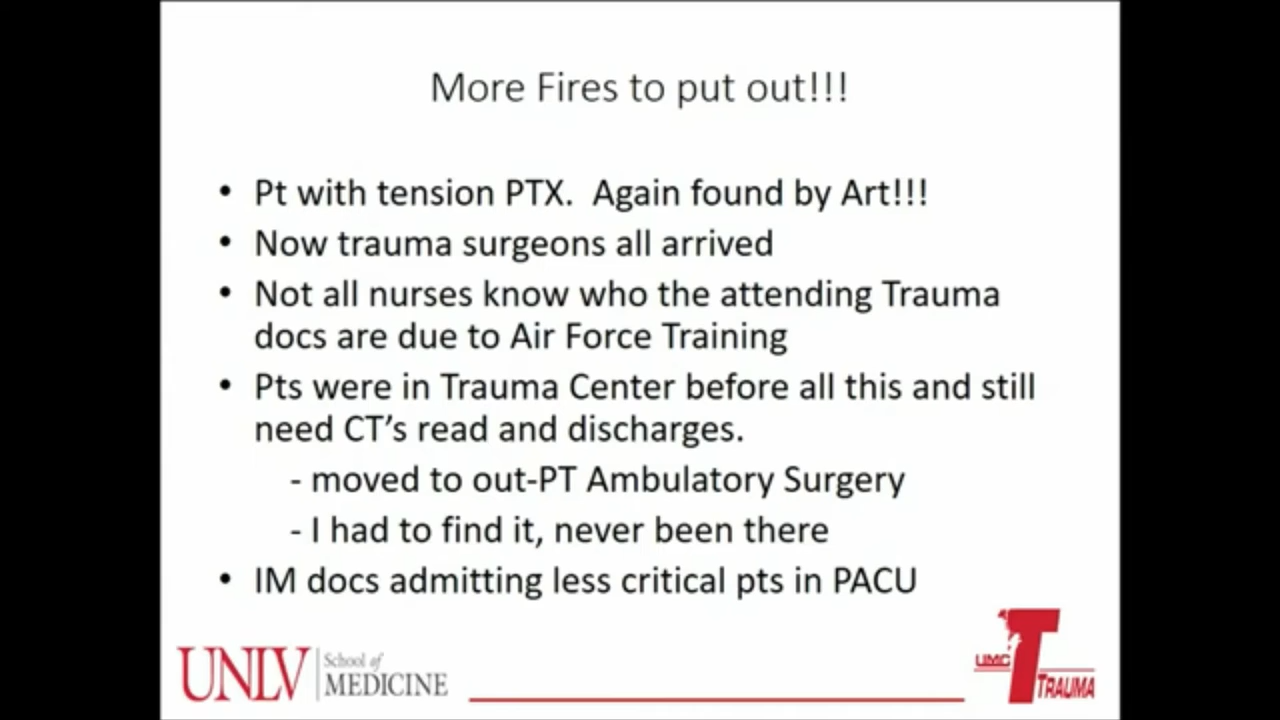 More Fires to put out!!!
• Pt with tension PTX.  Again found by Art!!!
• Now trauma surgeons all arrived
• Not all nurses know who the attending Trauma
docs are due to Air Force Training
• Pts were in Trauma Center before all this and still
need CT’s read and discharges.
- moved to out-PT Ambulatory Surgery
- I had to find it, never been there
• IM docs admitting less critical pts in PACU
UNLV School of
MEDICINE
UMC T
TRAUMA